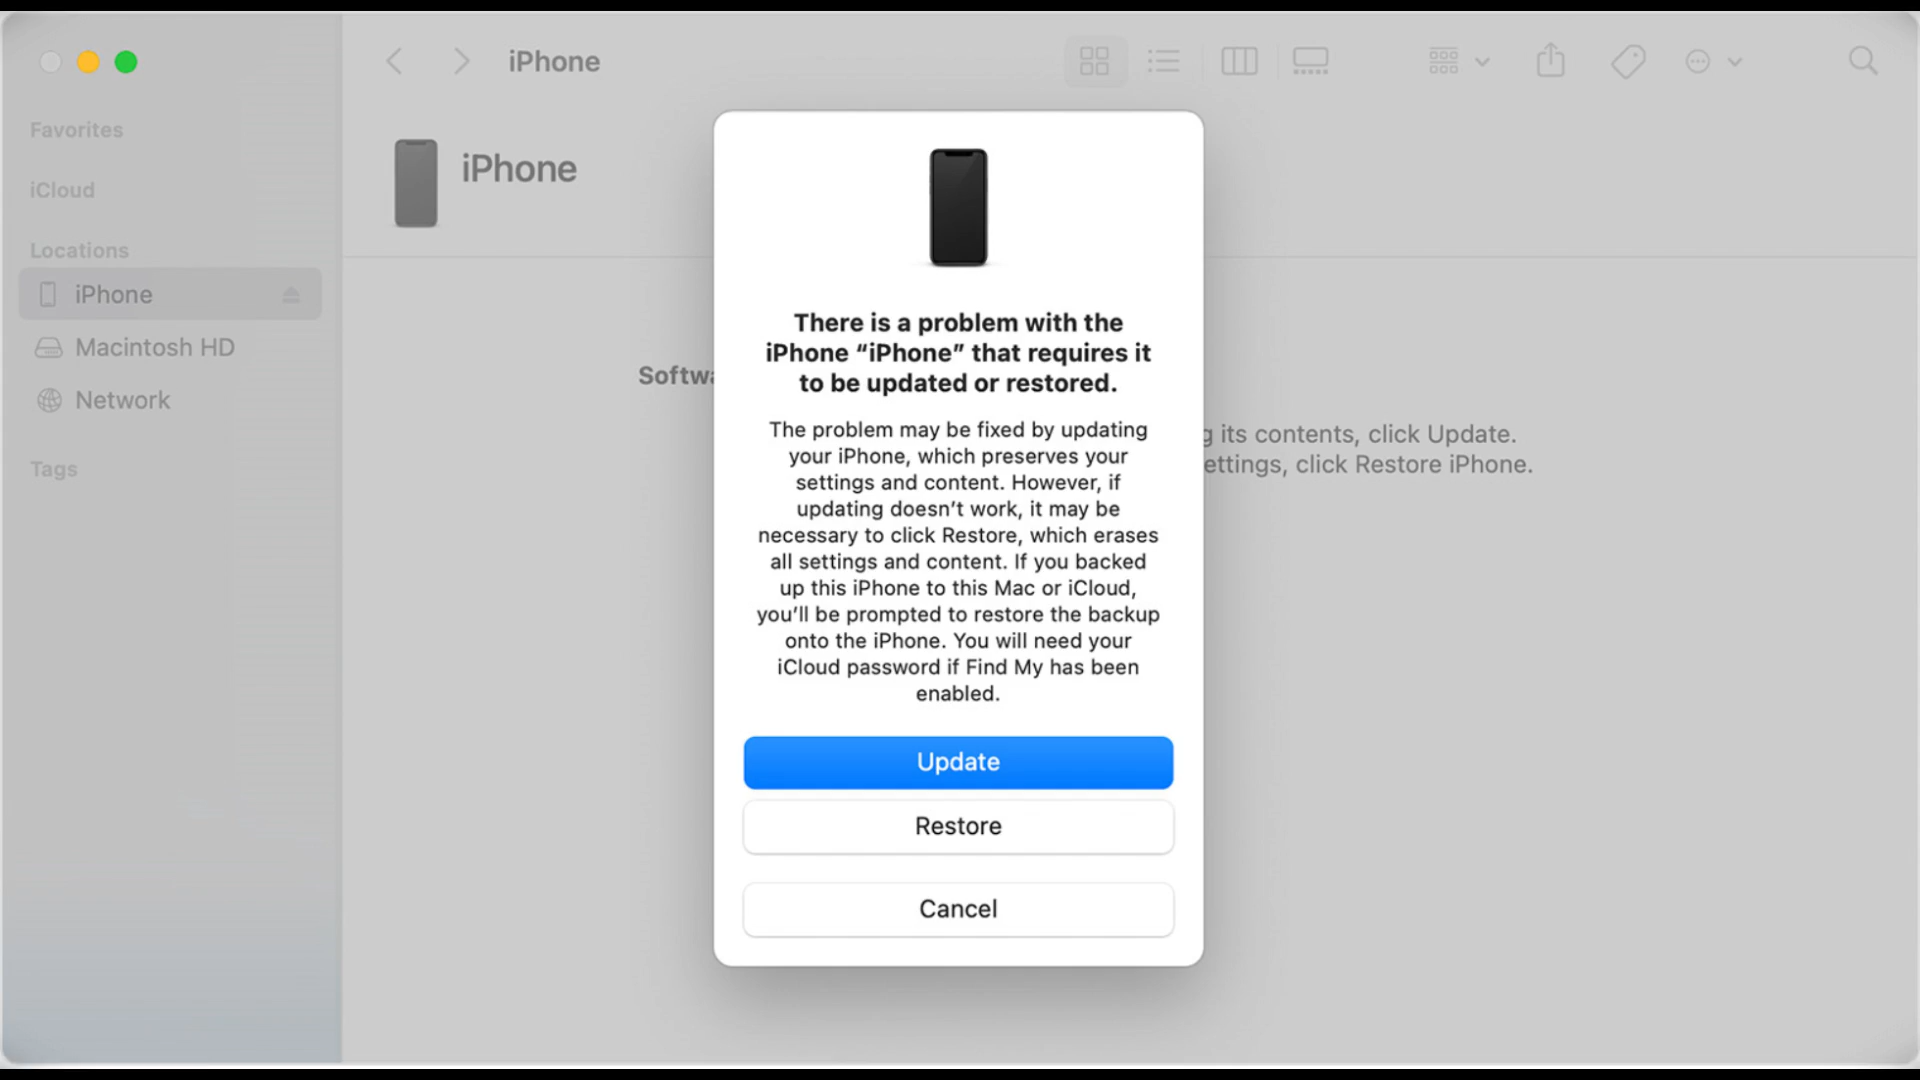 iPhone
Favorites
iCloud
Locations
iPhone
Macintosh HD
Network
Tags
iPhone
There is a problem with the
iPhone “iPhone” that requires it
to be updated or restored.
The problem may be fixed by updating
your iPhone, which preserves your
settings and content. However, if
updating doesn’t work, it may be
necessary to click Restore, which erases
all settings and content. If you backed
up this iPhone to this Mac or iCloud,
you’ll be prompted to restore the backup
onto the iPhone. You will need your
iCloud password if Find My has been
enabled.
Update
Restore
Cancel
its contents, click Update.
click Restore iPhone.